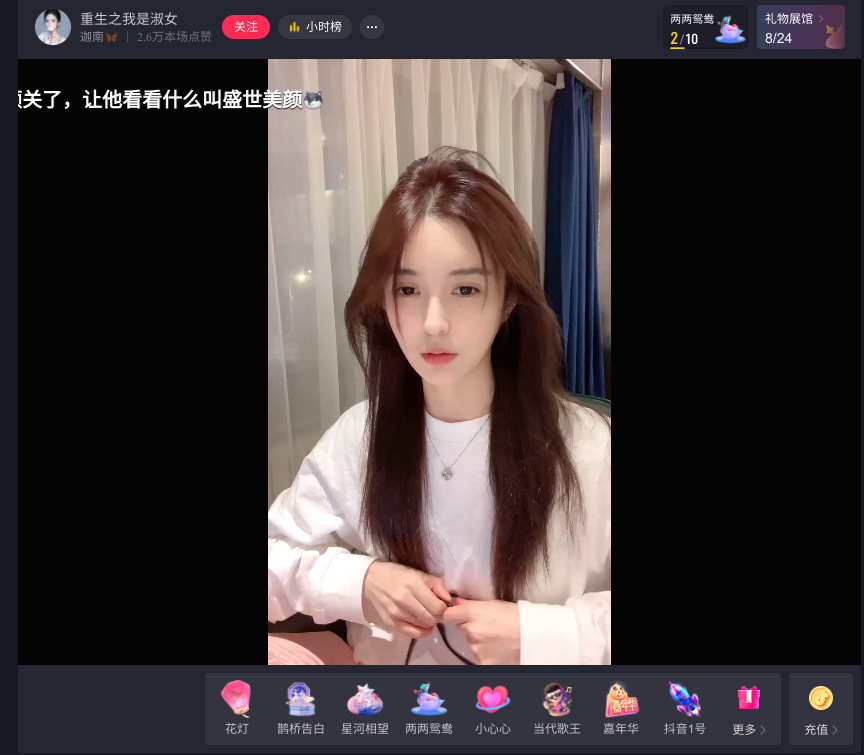 重生之我是淑女
迦南 2.6万本场点赞
关注
小时榜
两两鸳鸯
2/10
礼物展馆
8/24
关了，让他看看什么叫盛世美颜
花灯
鹊桥告白
星河相望
两两鸳鸯
小心心
当代歌王
嘉年华
嘉年华
抖音1号
更多
充值